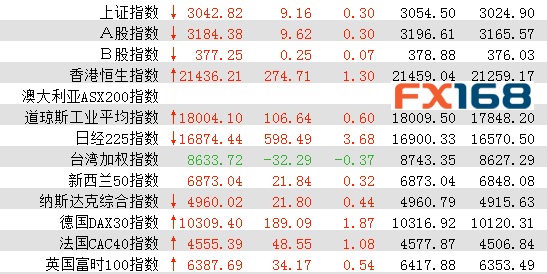 上证指数 ↓ 3042.82 9.16 0.30 3054.50 3024.90
A股指数 ↓ 3184.38 9.62 0.30 3196.61 3165.57
B股指数 ↓ 377.25 0.25 0.07 378.88 376.03
香港恒生指数 ↑ 21436.21 274.71 1.30 21459.04 21259.17
澳大利亚ASX200指数
FX168
道琼斯工业平均指数 ↑ 18004.10 106.64 0.60 18009.50 17848.20
日经225指数 ↓ 16874.44 598.49 3.68 16900.33 16570.50
台湾加权指数 8633.72 -32.29 -0.37 8743.35 8627.29
新西兰50指数 6873.04 21.84 0.32 6873.04 6848.08
纳斯达克综合指数 ↓ 4960.02 21.80 0.44 4960.79 4915.63
德国DAX30指数 ↑ 10309.40 189.09 1.87 10316.92 10120.31
法国CAC40指数 ↑ 4555.39 48.55 1.08 4577.87 4506.84
英国富时100指数 ↑ 6387.69 34.17 0.54 6417.88 6353.49